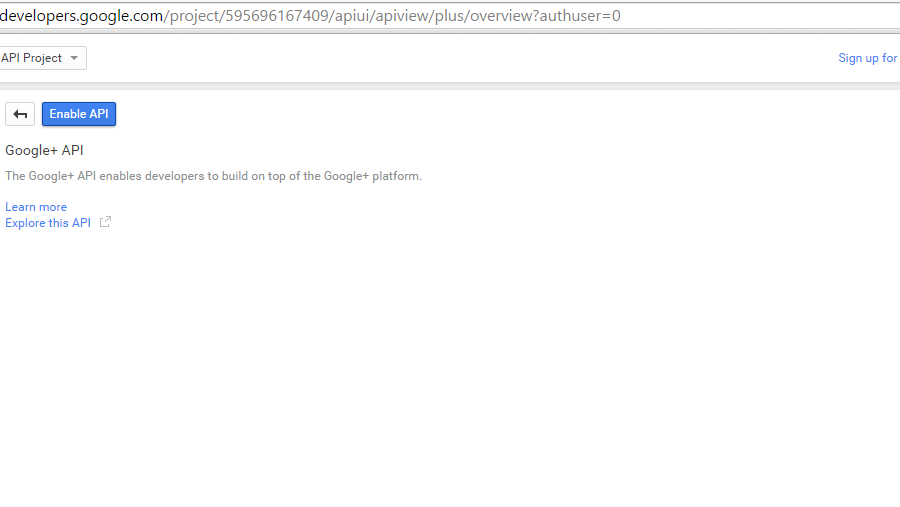 developers.google.com/project/595696167409/apiui/apiview/plus/overview?authuser=0
API Project
Sign up for
Enable API
Google+ API
The Google+ API enables developers to build on top of the Google+ platform.
Learn more
Explore this API